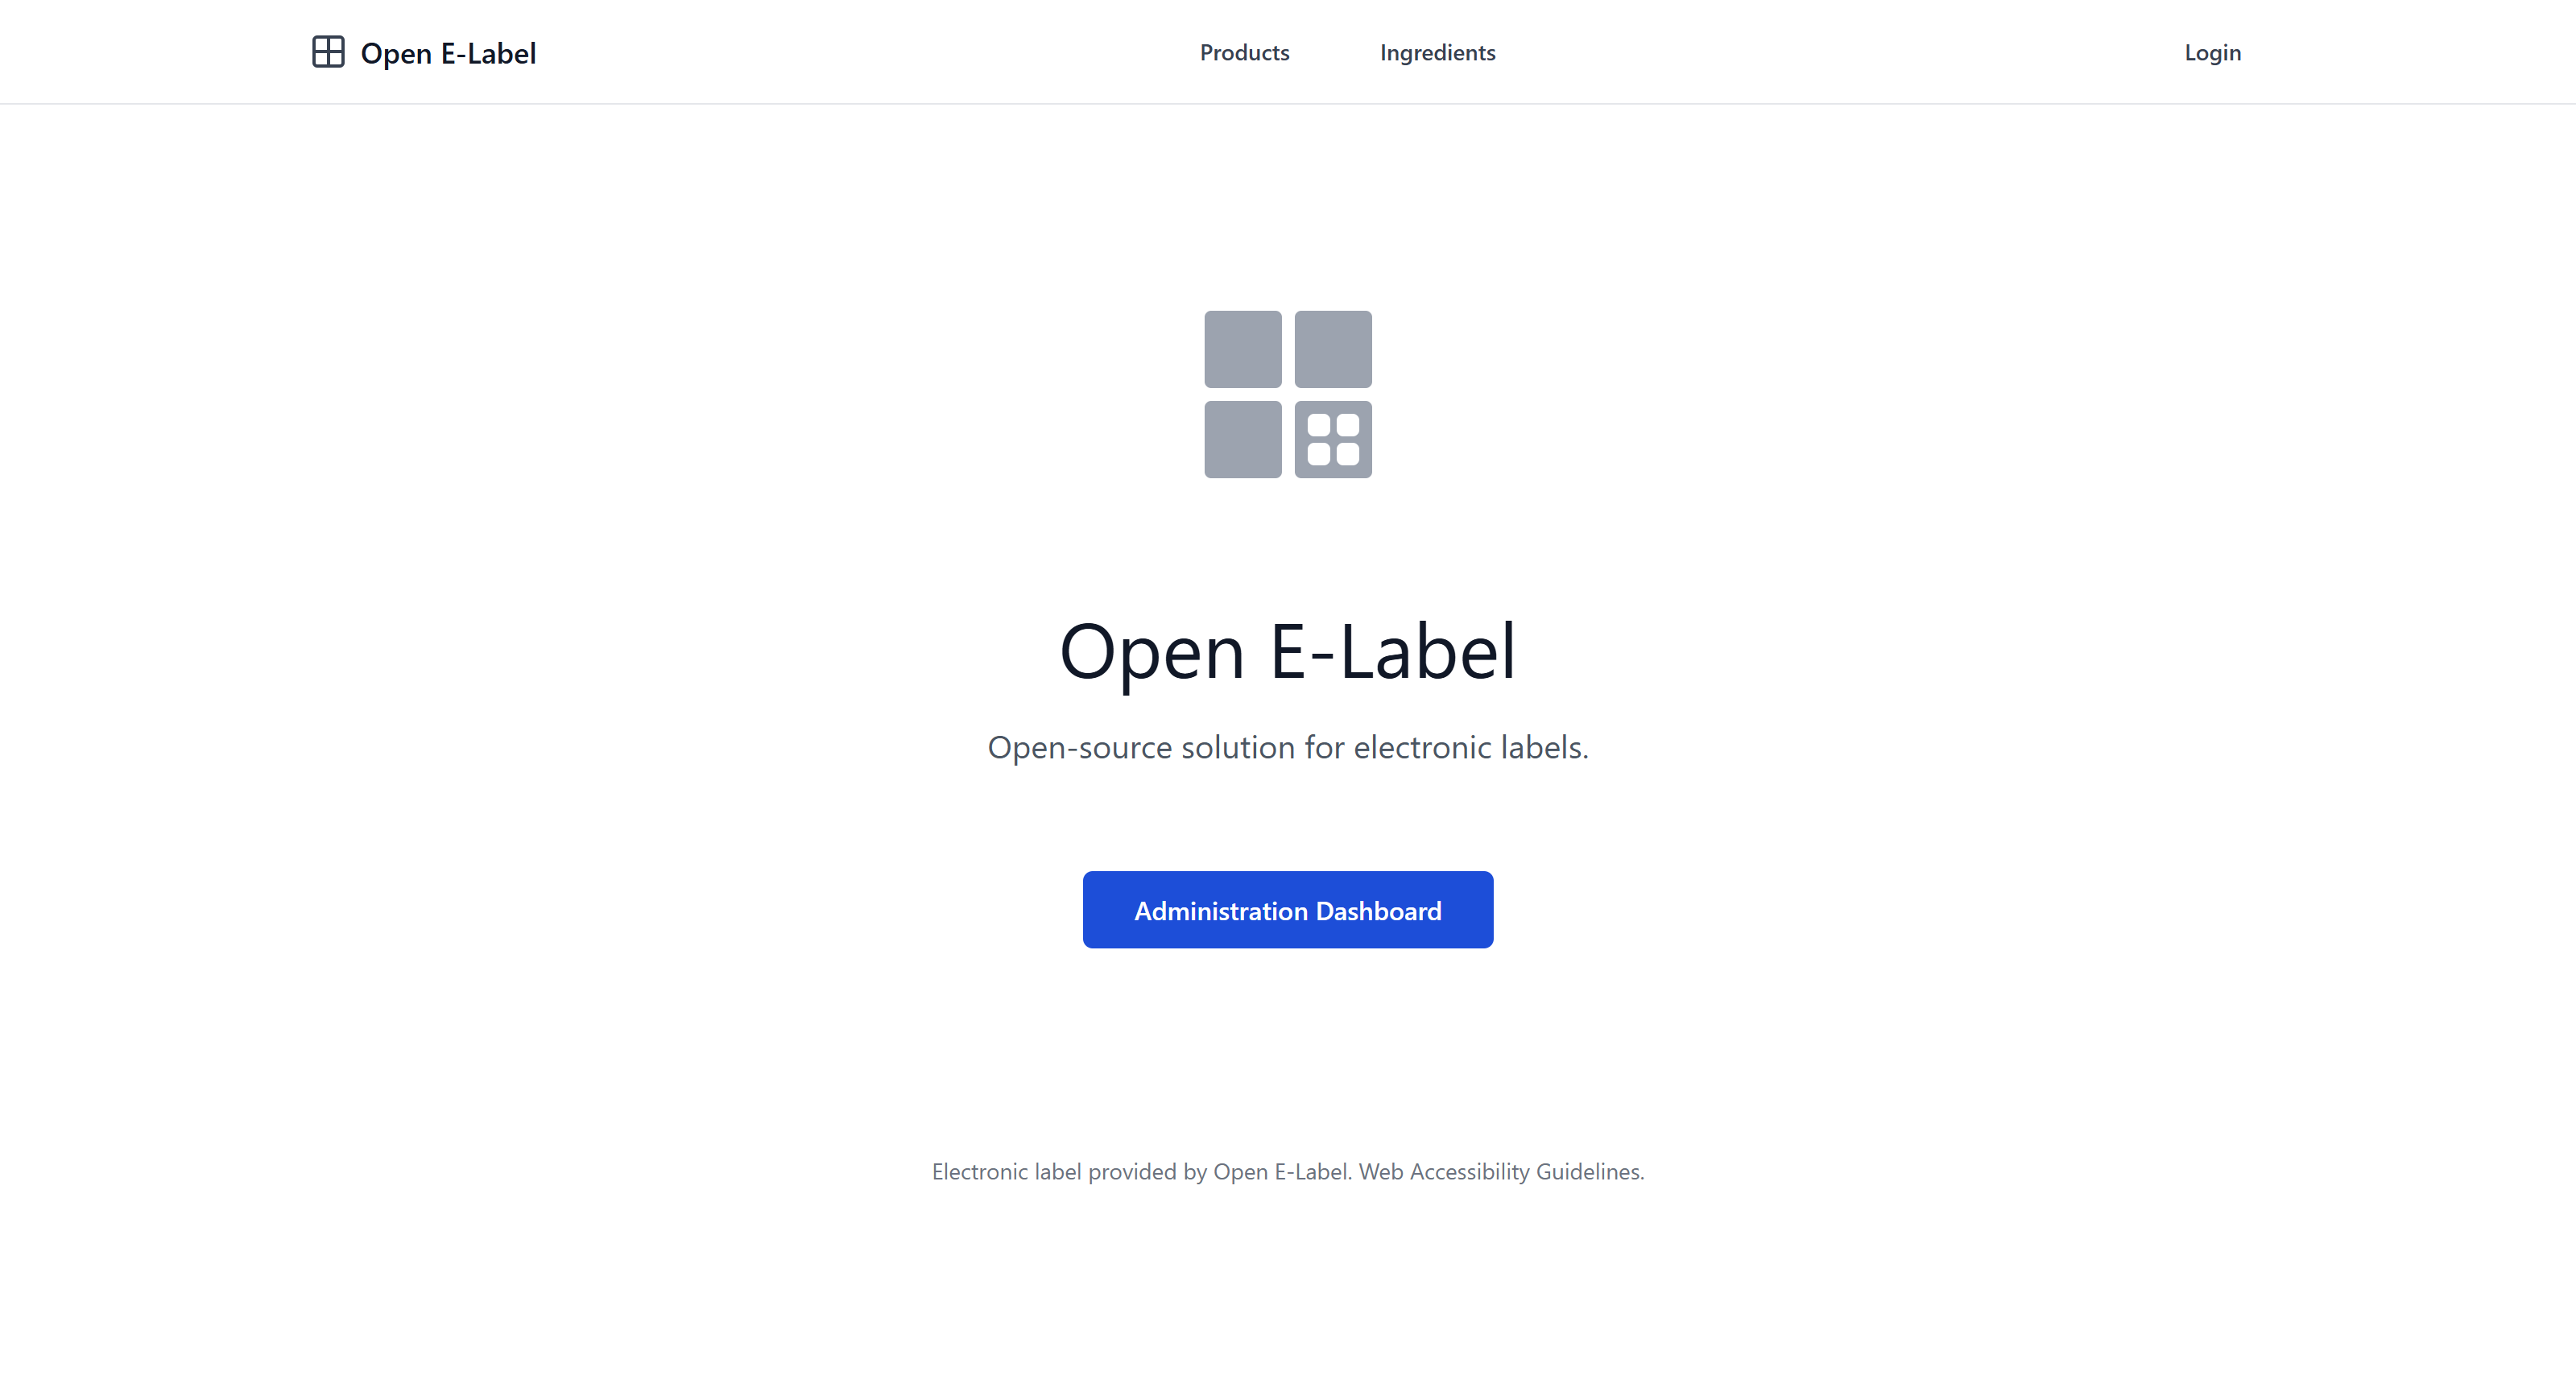 Open E-Label
Products
Ingredients
Login
Open E-Label
Open-source solution for electronic labels.
Administration Dashboard
Electronic label provided by Open E-Label. Web Accessibility Guidelines.